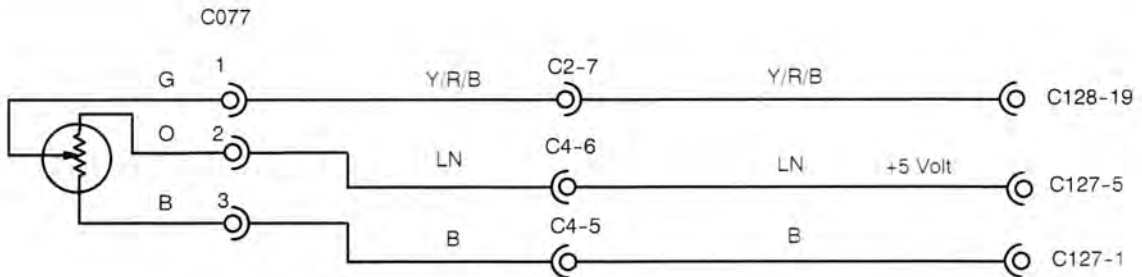 C077
G 1 Y/R/B C2-7 Y/R/B C128-19
O 2 LN C4-6 LN +5 Volt C127-5
B 3 B C4-5 B C127-1